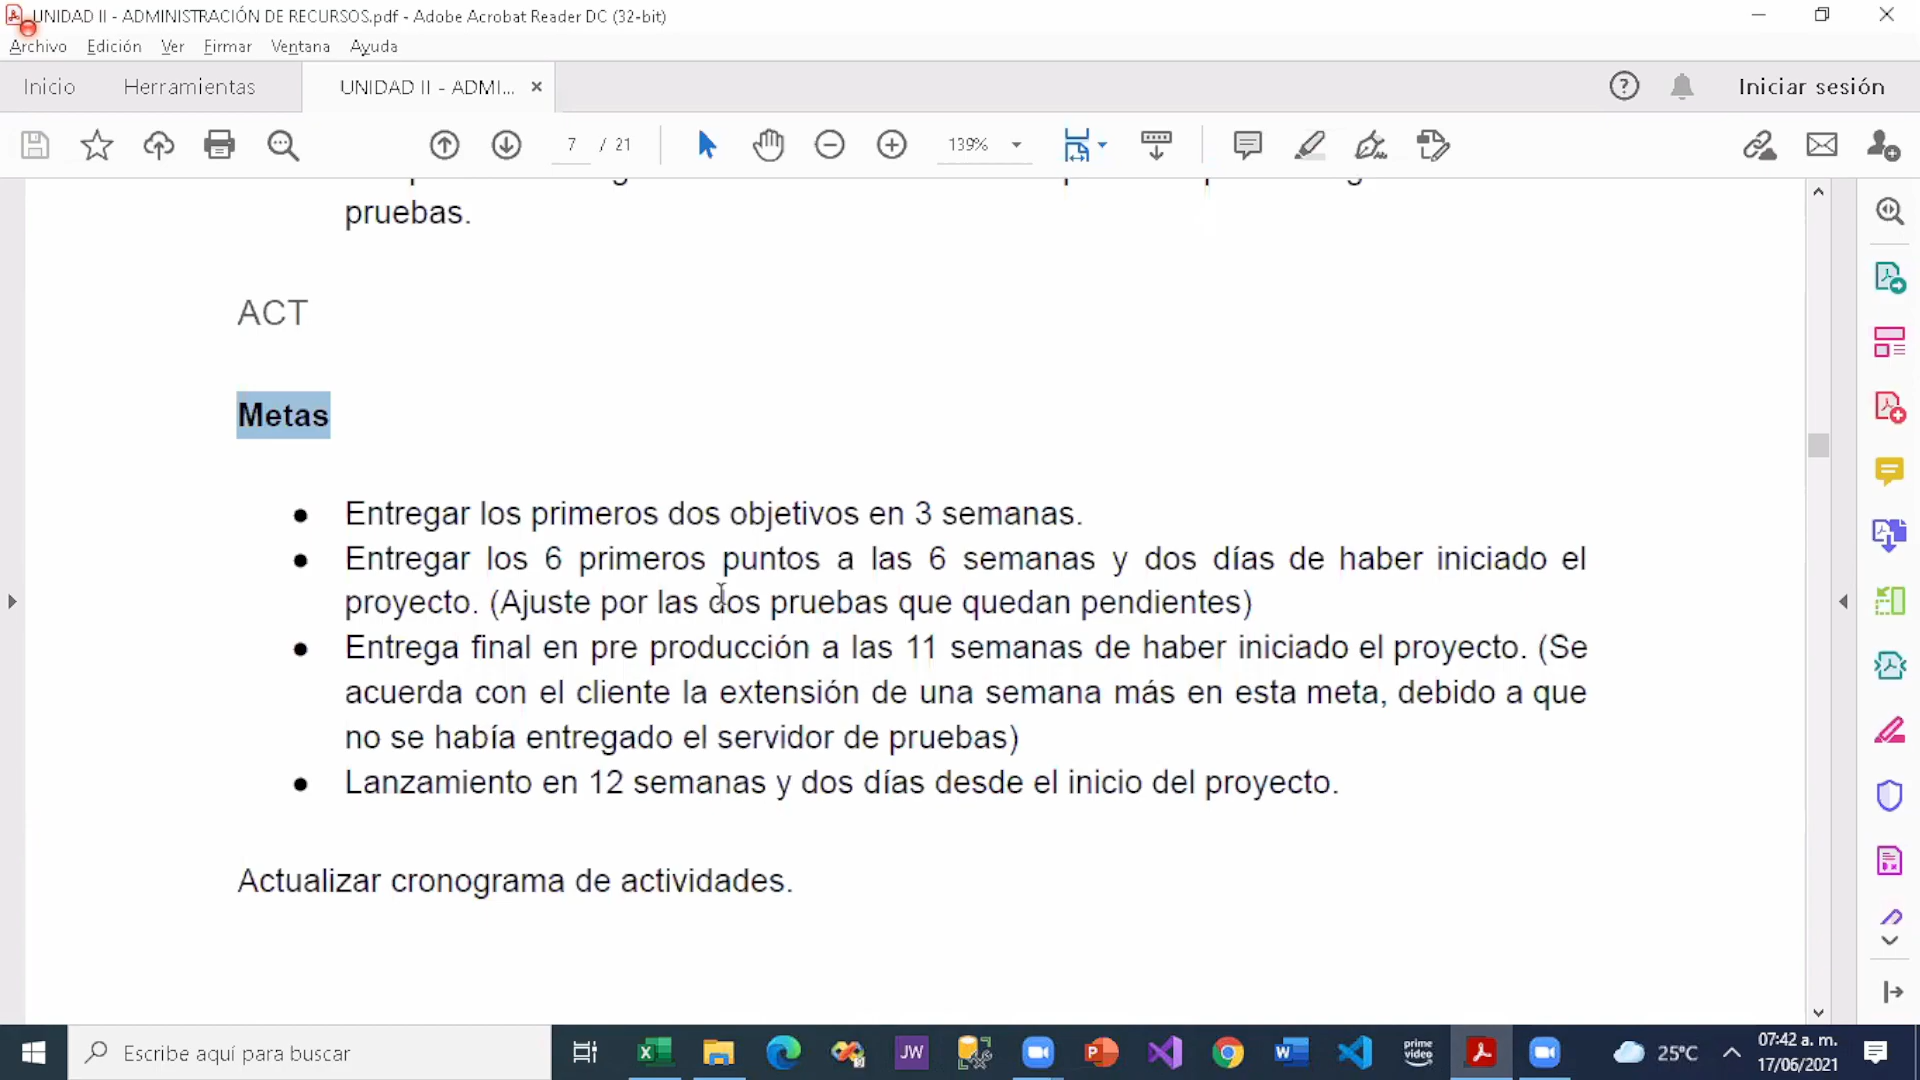 UNIDAD II - ADMINISTRACIÓN DE RECURSOS.pdf - Adobe Acrobat Reader DC (32-bit)
Archivo Edición Ver Firmar Ventana Ayuda
Inicio Herramientas UNIDAD II - ADMI... × Iniciar sesión
7 / 21 139%
pruebas.
ACT
Metas
● Entregar los primeros dos objetivos en 3 semanas.
● Entregar los 6 primeros puntos a las 6 semanas y dos días de haber iniciado el
proyecto. (Ajuste por las dos pruebas que quedan pendientes)
● Entrega final en pre producción a las 11 semanas de haber iniciado el proyecto. (Se
acuerda con el cliente la extensión de una semana más en esta meta, debido a que
no se había entregado el servidor de pruebas)
● Lanzamiento en 12 semanas y dos días desde el inicio del proyecto.
Actualizar cronograma de actividades.
Escribe aquí para buscar
JW
prime
video
25°C
07:42 a. m.
17/06/2021